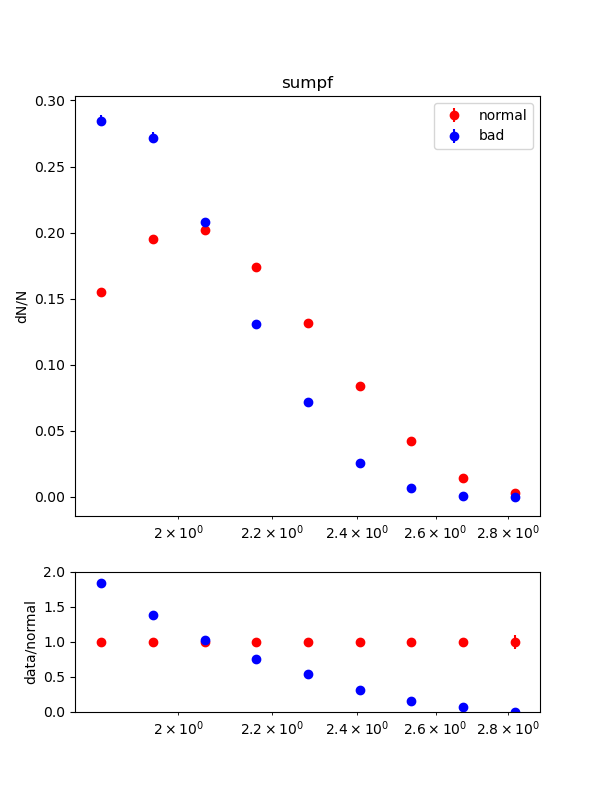 sumpf
normal
bad
dN/N
0.30
0.25
0.20
0.15
0.10
0.05
0.00
2 × 10⁰ 2.2 × 10⁰ 2.4 × 10⁰ 2.6 × 10⁰ 2.8 × 10⁰
data/normal
2.0
1.5
1.0
0.5
0.0
2 × 10⁰ 2.2 × 10⁰ 2.4 × 10⁰ 2.6 × 10⁰ 2.8 × 10⁰